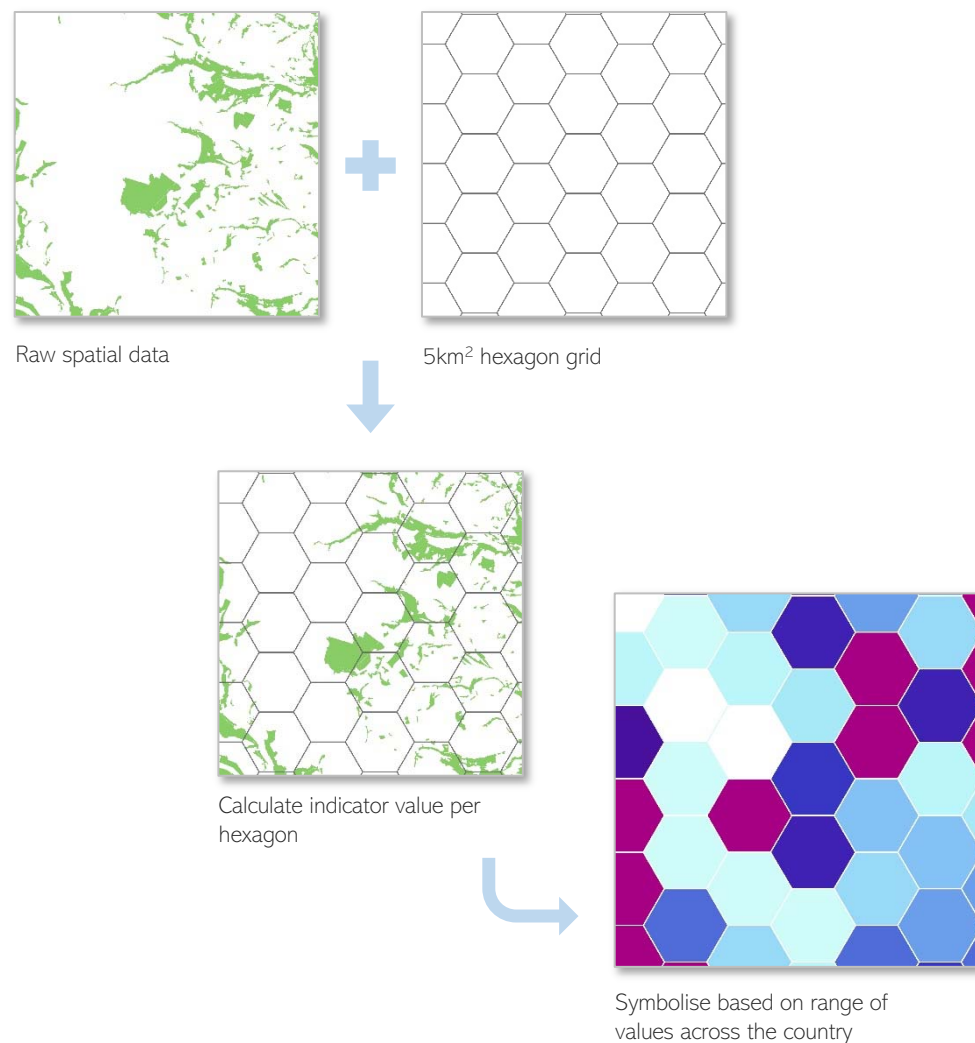 Raw spatial data
5km² hexagon grid
Calculate indicator value per
hexagon
Symbolise based on range of
values across the country